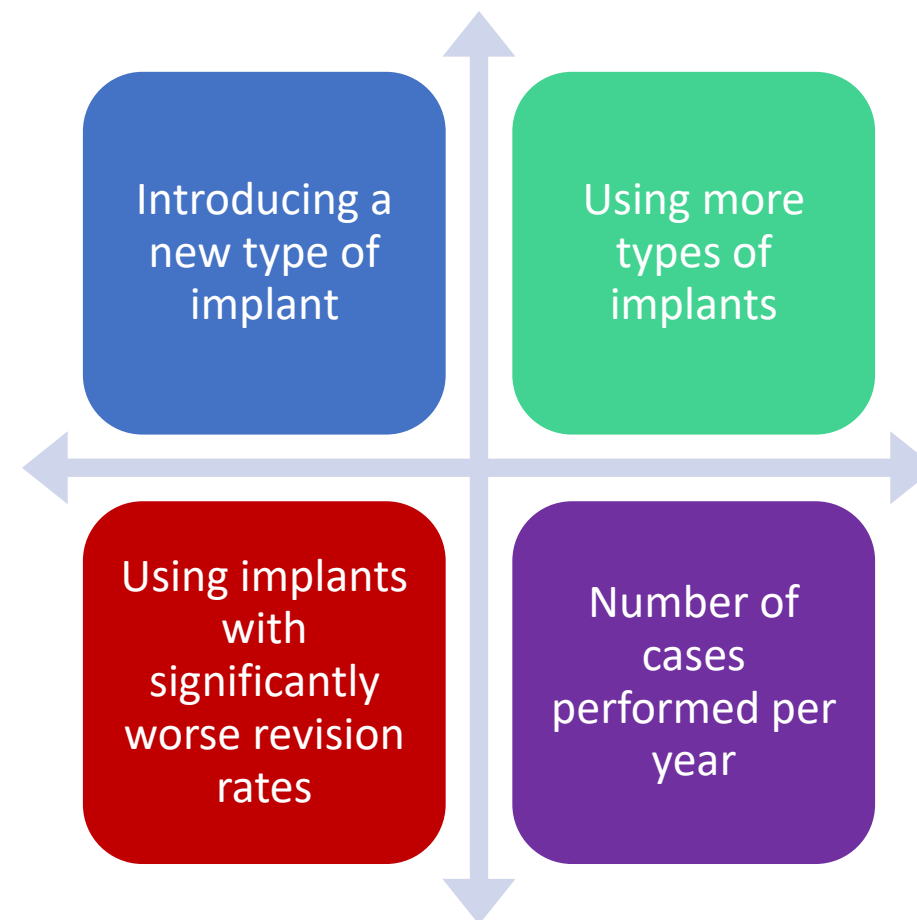 Introducing a
new type of
implant
Using more
types of
implants
Using implants
with
significantly
worse revision
rates
Number of
cases
performed per
year